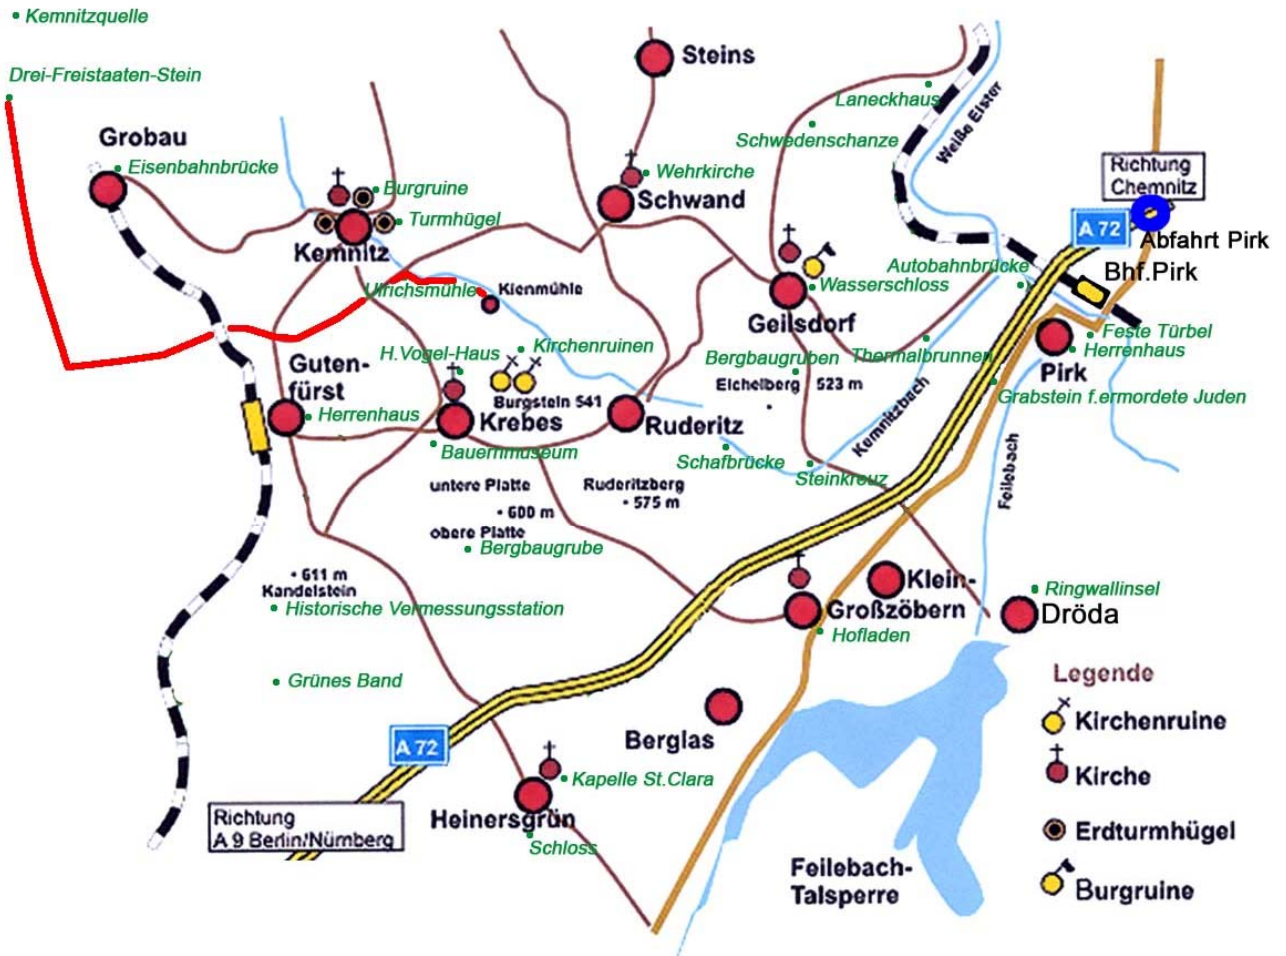 Kemnitzquelle
Drei-Freistaaten-Stein
Steins
Laneckhaus
Weiße Elster
Schwedenschanze
Grobau
Eisenbahnbrücke
Burgruine
Turmhügel
Kemnitz
Wehrkirche
Schwand
Richtung
Chemnitz
A 72
Abfahrt Pirk
Bhf.Pirk
Autobahnbrücke
Wasserschloss
Geilsdorf
Ulrichsmühle
Kienmühle
Feste Türbel
Herrenhaus
Pirk
H.Vogel-Haus
Kirchenruinen
Bergbaugruben
Thermalbrunnen
Eichelberg
523 m
Guten-
fürst
Herrenhaus
Burgstein 541
Krebes
Ruderitz
Grabstein f.ermordete Juden
Kemnitzbach
Bauernmuseum
Schafbrücke
Steinkreuz
Feilebach
untere Platte
600 m
obere Platte
Ruderitzberg
575 m
Bergbaugrube
611 m
Kandelstein
Historische Vermessungsstation
Klein-
Großzöbern
Hofladen
Ringwallinsel
Dröda
Grünes Band
Berglas
A 72
Kapelle St.Clara
Heinersgrün
Schloss
Richtung
A 9 Berlin/Nürnberg
Feilebach-
Talsperre
Legende
Kirchenruine
Kirche
Erdturmhügel
Burgruine